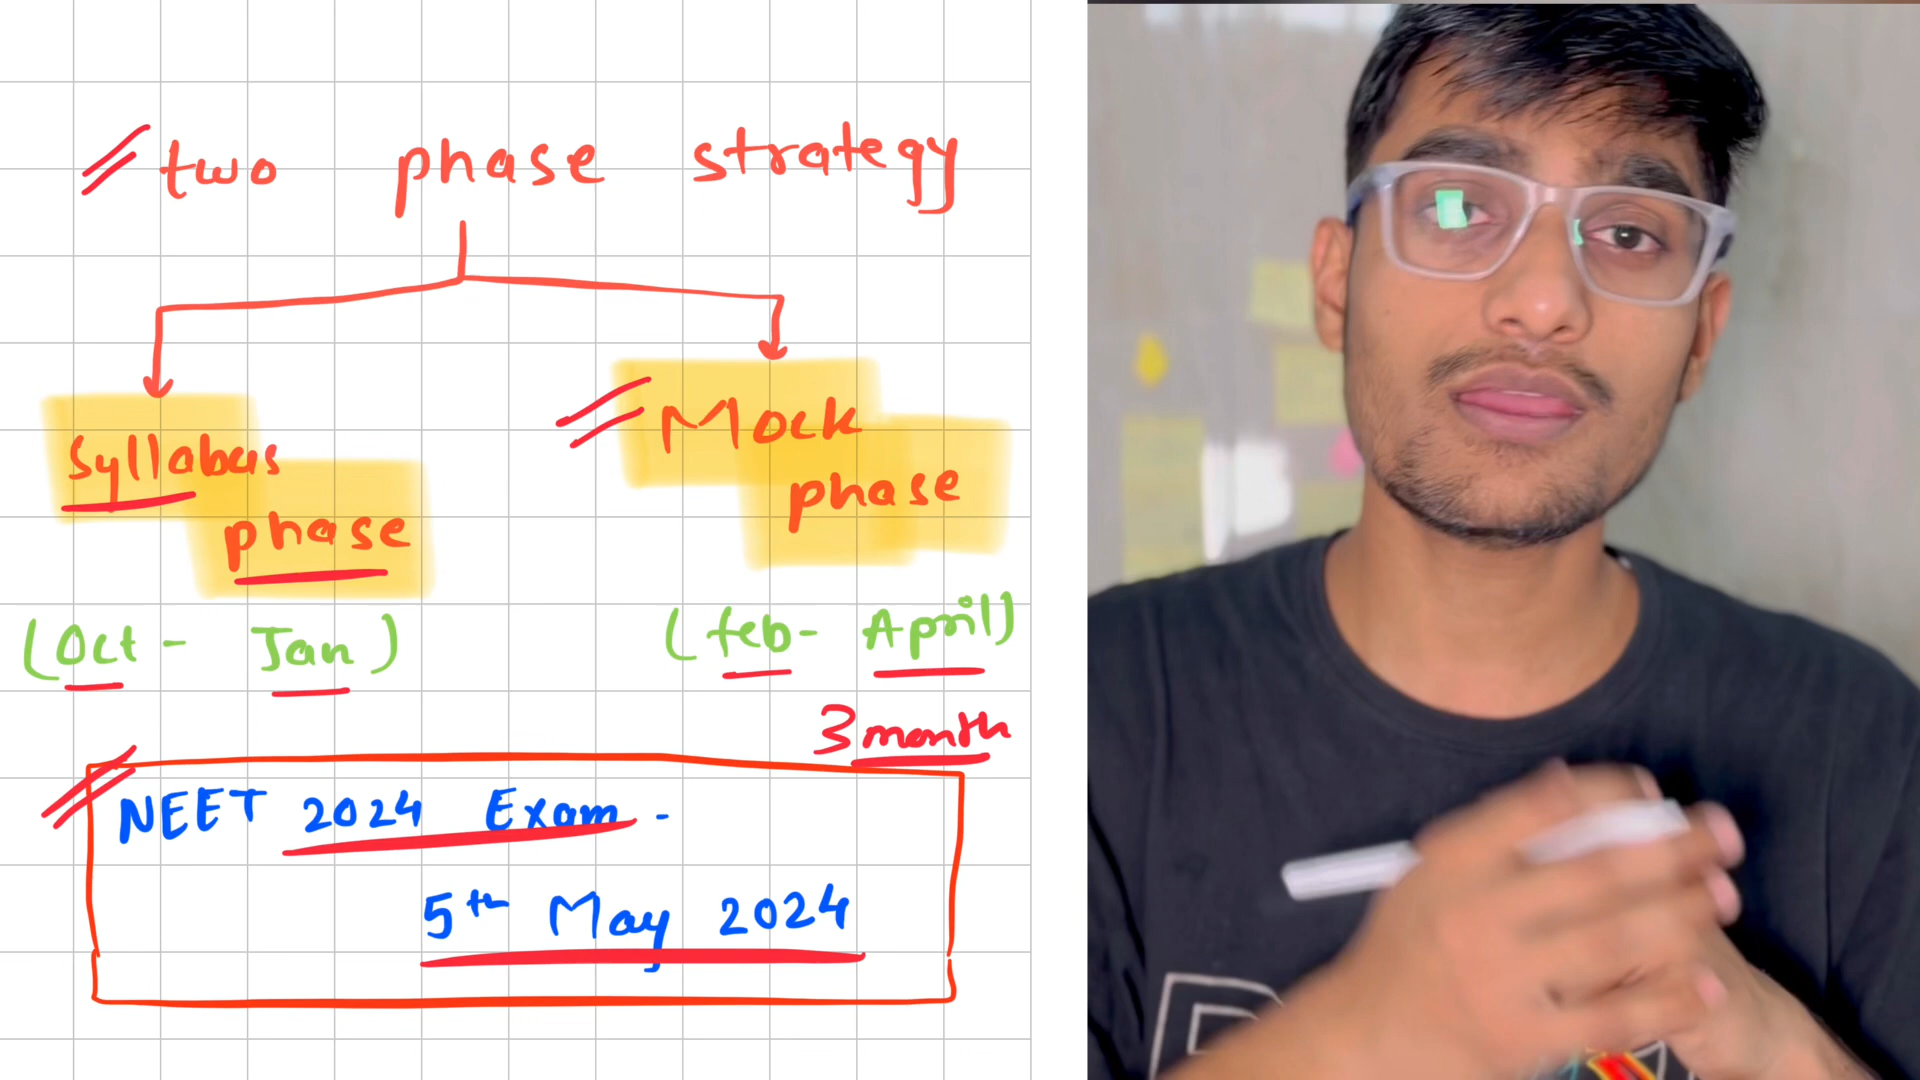 two phase strategy
Syllabus
phase
Mock
phase
(Oct - Jan)
(feb- April)
3 month
NEET 2024 Exam -
5th May 2024